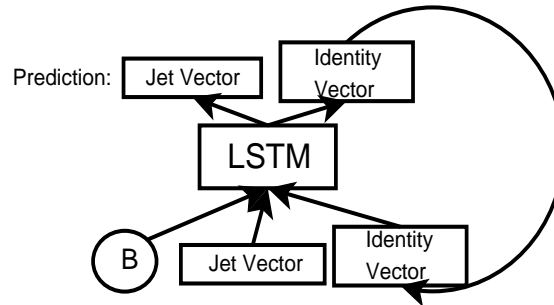 Prediction:
Jet Vector
Identity
Vector
LSTM
B
Jet Vector
Identity
Vector